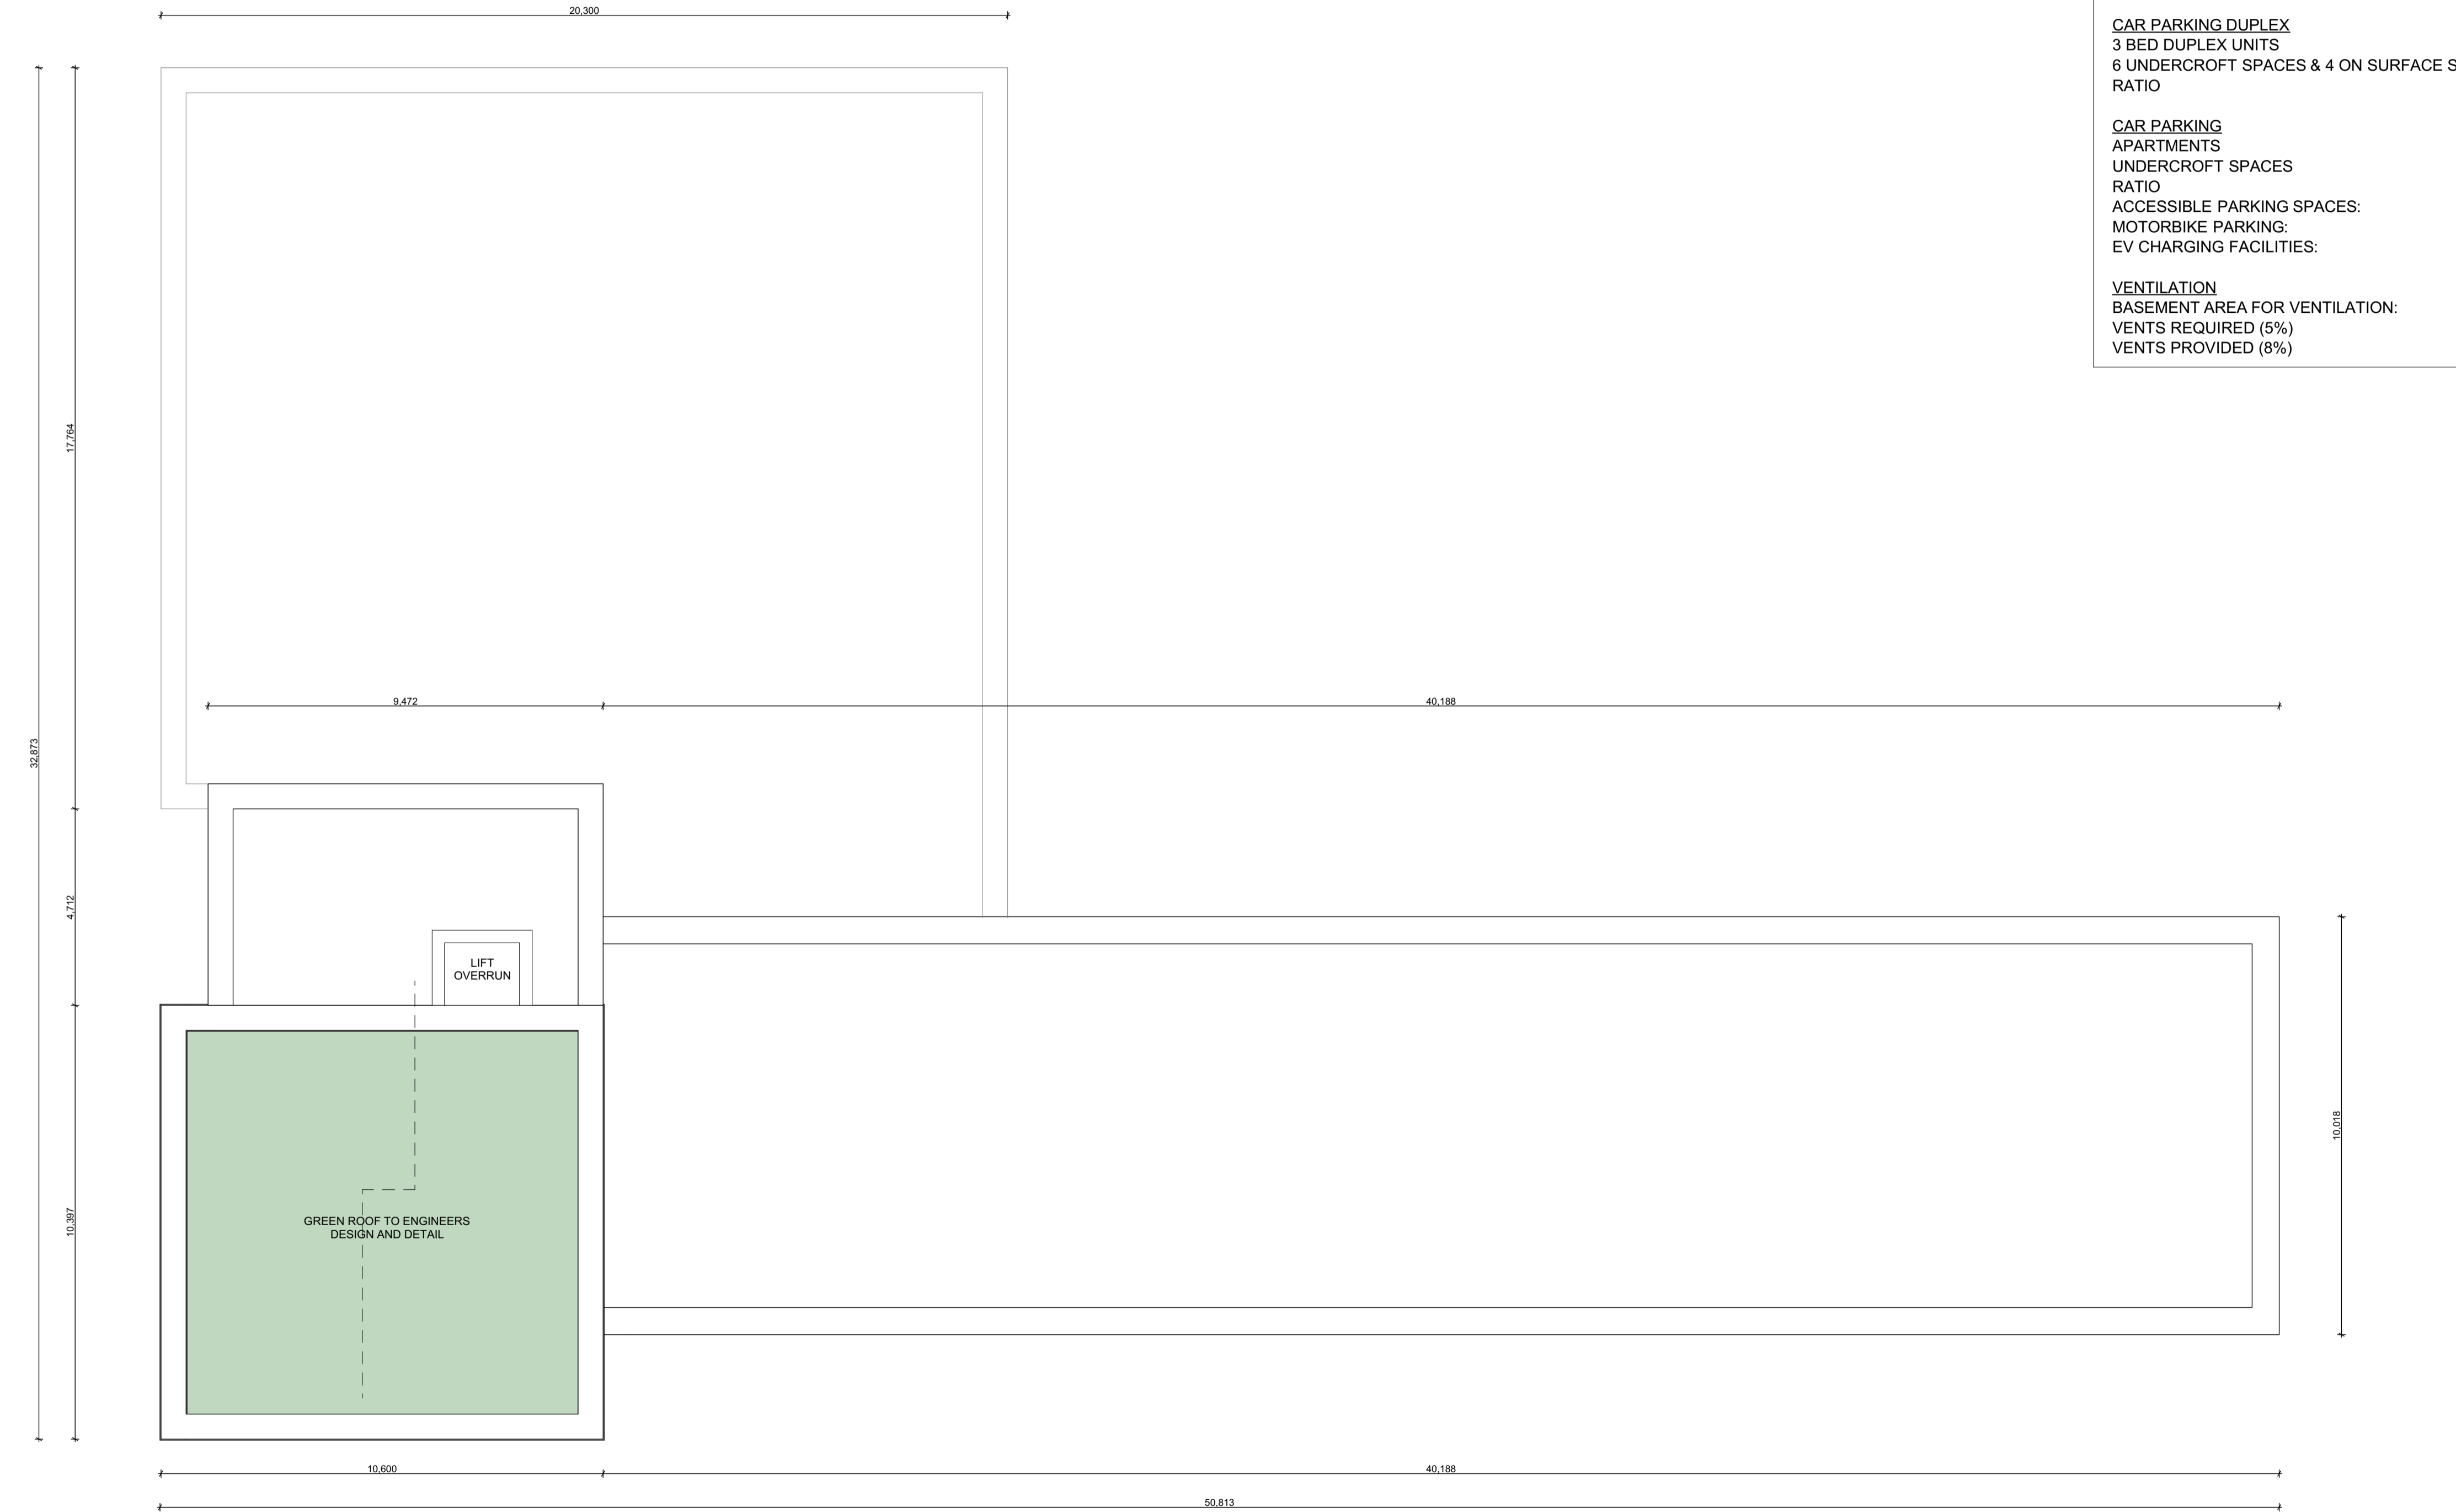 20,300
CAR PARKING DUPLEX
3 BED DUPLEX UNITS
6 UNDERCROFT SPACES & 4 ON SURFACE S
RATIO
CAR PARKING
APARTMENTS
UNDERCROFT SPACES
RATIO
ACCESSIBLE PARKING SPACES:
MOTORBIKE PARKING:
EV CHARGING FACILITIES:
VENTILATION
BASEMENT AREA FOR VENTILATION:
VENTS REQUIRED (5%)
VENTS PROVIDED (8%)
17,764
9,472
40,188
32,873
4,712
LIFT
OVERRUN
10,018
10,397
GREEN ROOF TO ENGINEERS
DESIGN AND DETAIL
10,600
40,188
50,813